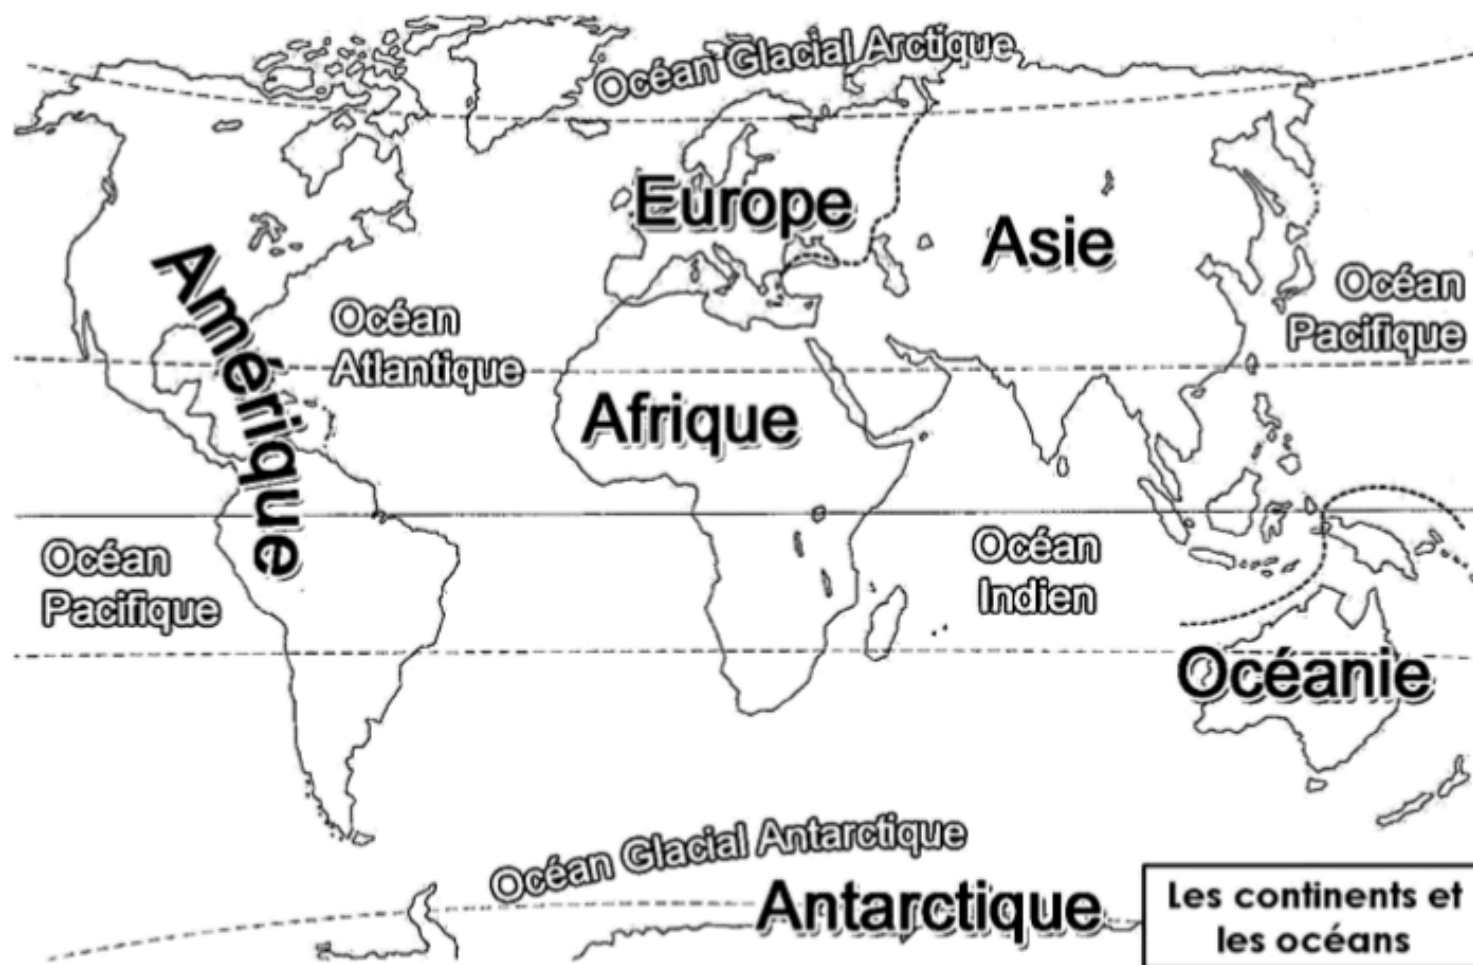 Océan Glacial Arctique
Europe
Asie
Amérique
Océan
Atlantique
Océan
Pacifique
Afrique
Océan
Pacifique
Océan
Indien
Océanie
Océan Glacial Antarctique
Antarctique
Les continents et
les océans